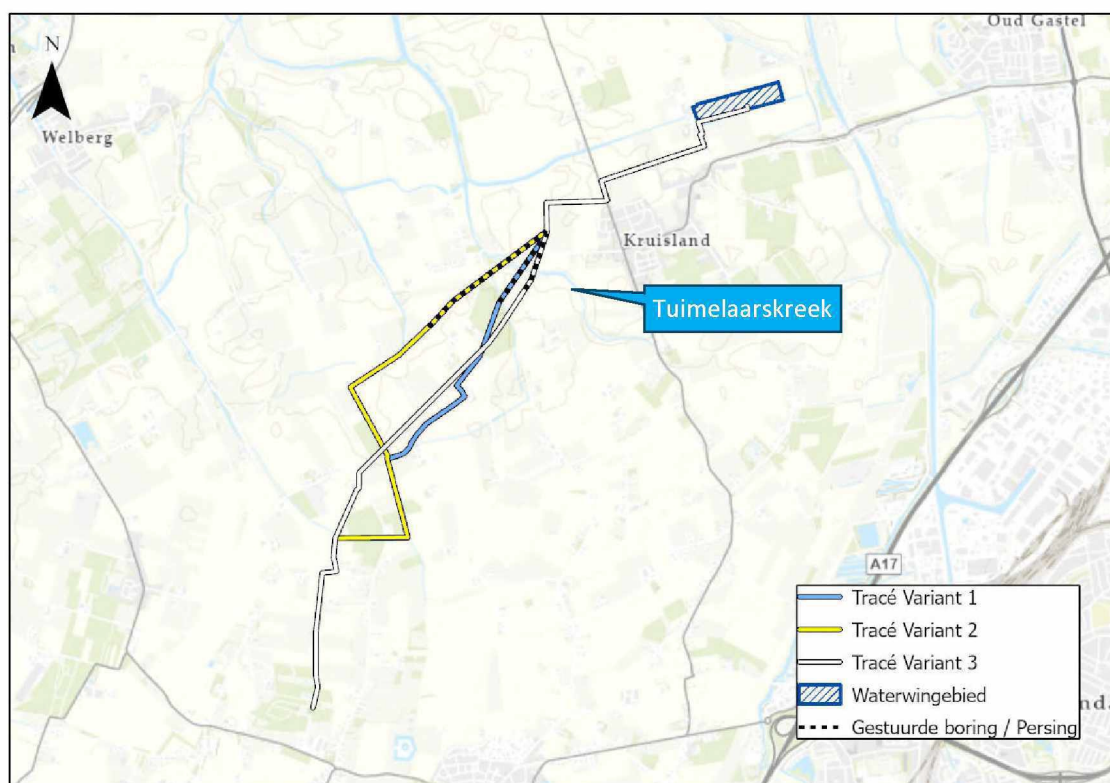 Oud Gastel
N
Welberg
Kruisland
Tuimelaarskreek
A17
Tracé Variant 1
Tracé Variant 2
Tracé Variant 3
Waterwingebied
Gestuurde boring / Persing